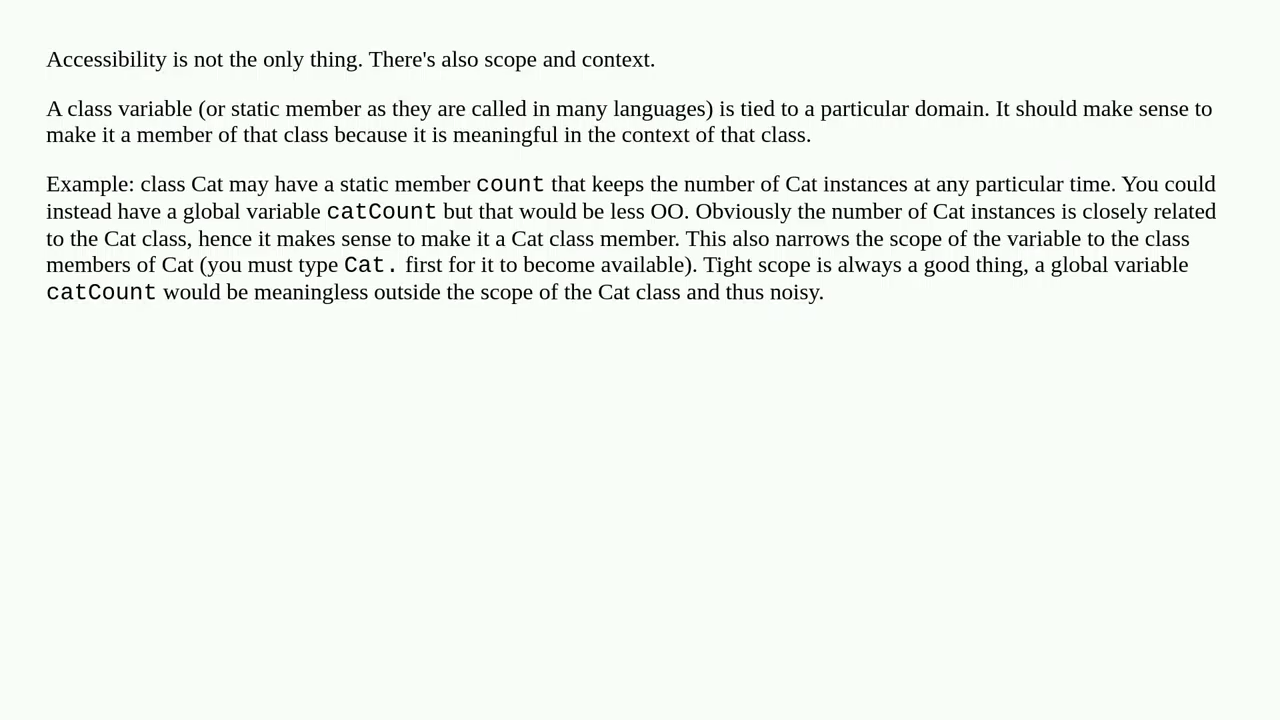 Accessibility is not the only thing. There's also scope and context.
A class variable (or static member as they are called in many languages) is tied to a particular domain. It should make sense to
make it a member of that class because it is meaningful in the context of that class.
Example: class Cat may have a static member count that keeps the number of Cat instances at any particular time. You could
instead have a global variable catCount but that would be less OO. Obviously the number of Cat instances is closely related
to the Cat class, hence it makes sense to make it a Cat class member. This also narrows the scope of the variable to the class
members of Cat (you must type Cat. first for it to become available). Tight scope is always a good thing, a global variable
catCount would be meaningless outside the scope of the Cat class and thus noisy.